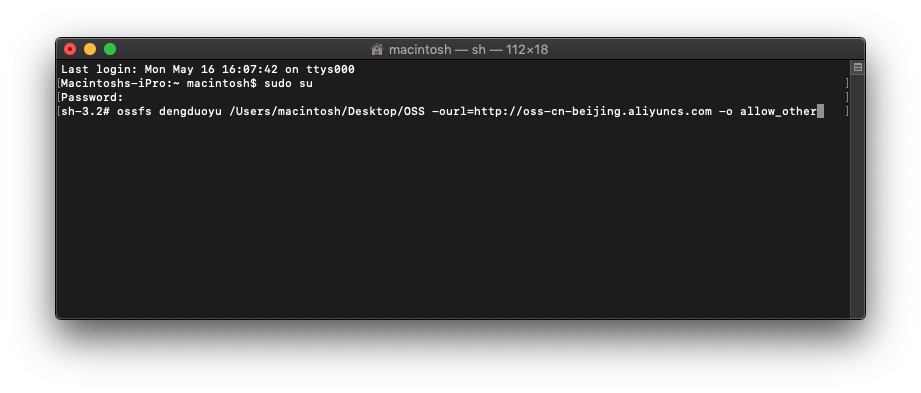 macintosh — sh — 112×18
Last login: Mon May 16 16:07:42 on ttys000
[Macintoshs-iPro:~ macintosh$ sudo su ]
[Password: ]
[sh-3.2# ossfs dengduoyu /Users/macintosh/Desktop/OSS -ourl=http://oss-cn-beijing.aliyuncs.com -o allow_other ]